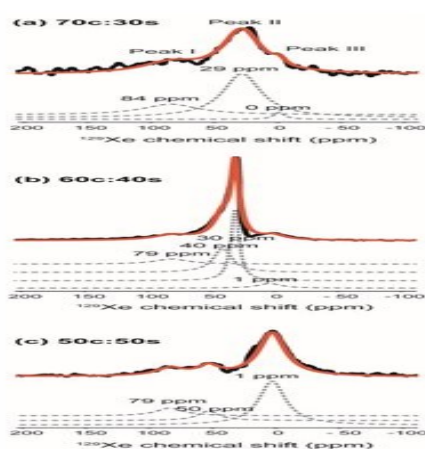 (a) 70c:30s
Peak II
Peak I
Peak III
29 ppm
84 ppm
0 ppm
200 150 100 50 0 -50 -100
¹²⁹Xe chemical shift (ppm)
(b) 60c:40s
30 ppm
40 ppm
79 ppm
1 ppm
200 150 100 50 0 -50 -100
¹²⁹Xe chemical shift (ppm)
(c) 50c:50s
1 ppm
79 ppm
50 ppm
200 150 100 50 0 -50 -100
¹²⁹Xe chemical shift (ppm)